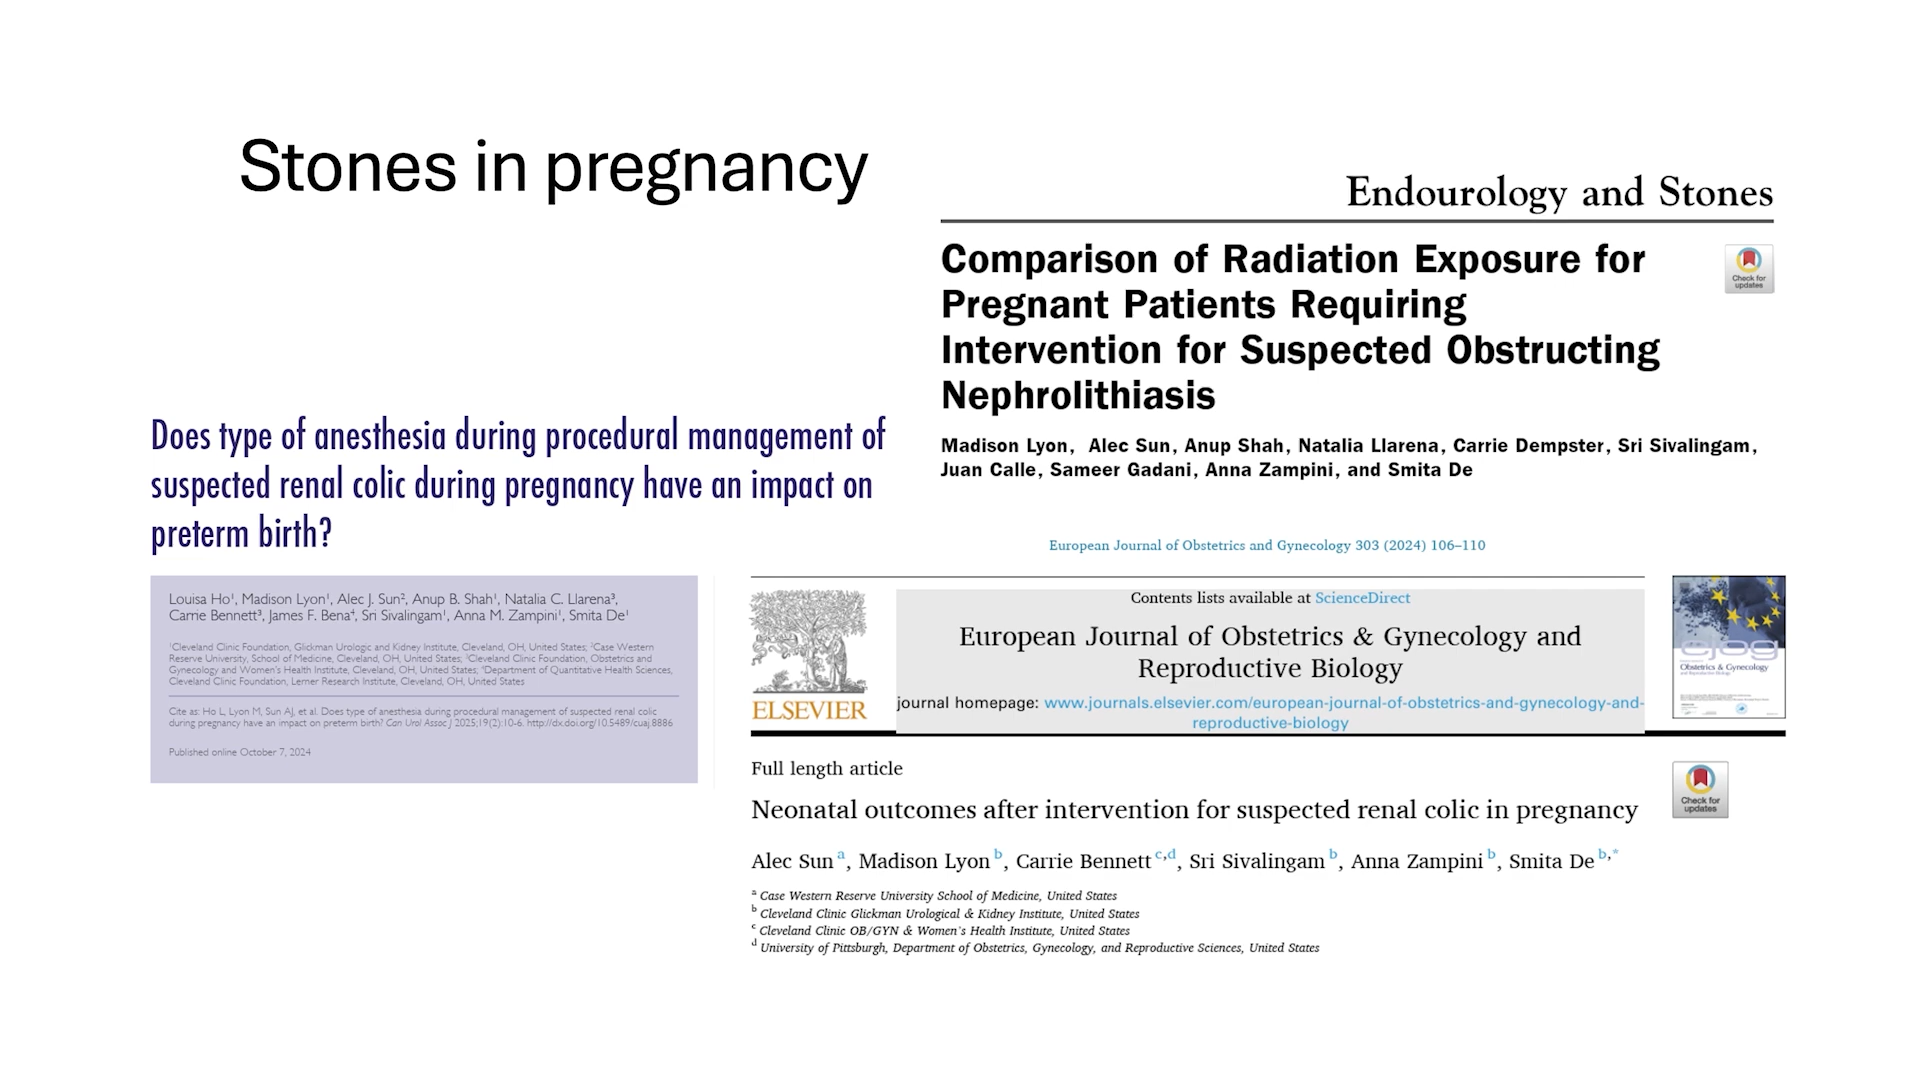 Stones in pregnancy
Endourology and Stones
Comparison of Radiation Exposure for
Pregnant Patients Requiring
Intervention for Suspected Obstructing
Nephrolithiasis
Check for
updates
Madison Lyon, Alec Sun, Anup Shah, Natalia Llarena, Carrie Dempster, Sri Sivalingam,
Juan Calle, Sameer Gadani, Anna Zampini, and Smita De
Does type of anesthesia during procedural management of
suspected renal colic during pregnancy have an impact on
preterm birth?
Louisa Ho¹, Madison Lyon¹, Alec J. Sun², Anup B. Shah¹, Natalia C. Llarena³,
Carrie Bennett³, James F. Bena⁴, Sri Sivalingam¹, Anna M. Zampini¹, Smita De¹
¹Cleveland Clinic Foundation, Glickman Urologic and Kidney Institute, Cleveland, OH, United States; ²Case Western
Reserve University, School of Medicine, Cleveland, OH, United States; ³Cleveland Clinic Foundation, Obstetrics and
Gynecology and Women's Health Institute, Cleveland, OH, United States; ⁴Department of Quantitative Health Sciences,
Cleveland Clinic Foundation, Lerner Research Institute, Cleveland, OH, United States
Cite as: Ho L, Lyon M, Sun AJ, et al. Does type of anesthesia during procedural management of suspected renal colic
during pregnancy have an impact on preterm birth? Can Urol Assoc J 2025;19(2):10-6. http://dx.doi.org/10.5489/cuaj.8886
Published online October 7, 2024
European Journal of Obstetrics and Gynecology 303 (2024) 106–110
Contents lists available at ScienceDirect
European Journal of Obstetrics & Gynecology and
Reproductive Biology
journal homepage: www.journals.elsevier.com/european-journal-of-obstetrics-and-gynecology-and-
reproductive-biology
ELSEVIER
ejog
Obstetrics & Gynecology
Full length article
Neonatal outcomes after intervention for suspected renal colic in pregnancy
Check for
updates
Alec Sun a, Madison Lyon b, Carrie Bennett c,d, Sri Sivalingam b, Anna Zampini b, Smita De b,*
a Case Western Reserve University School of Medicine, United States
b Cleveland Clinic Glickman Urological & Kidney Institute, United States
c Cleveland Clinic OB/GYN & Women's Health Institute, United States
d University of Pittsburgh, Department of Obstetrics, Gynecology, and Reproductive Sciences, United States